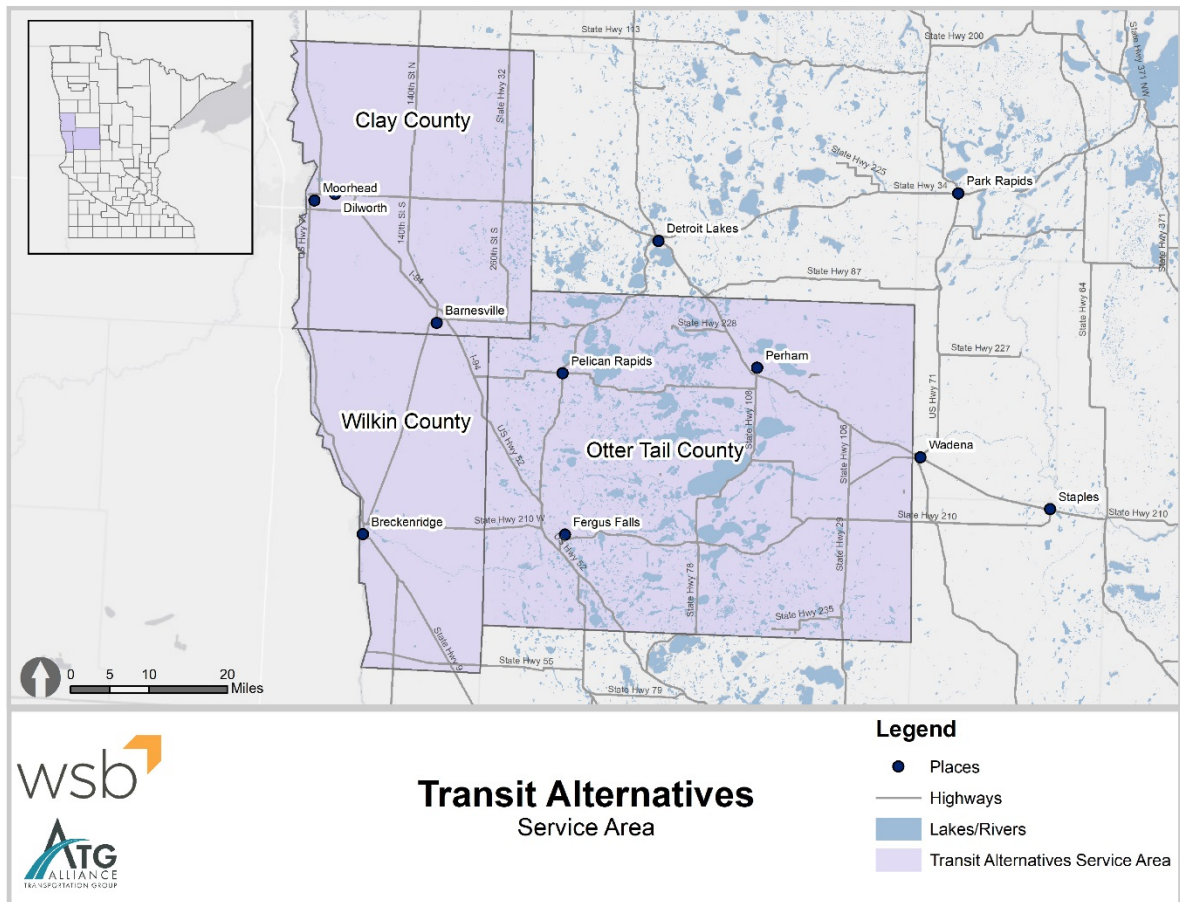 State Hwy 113
State Hwy 200
State Hwy 371 NW
140th St N
State Hwy 32
Clay County
State Hwy 225
State Hwy 34
Park Rapids
Moorhead
Dilworth
State Hwy 371
US Hwy 75
140th St S
260th St S
Detroit Lakes
I-94
State Hwy 87
State Hwy 64
Barnesville
State Hwy 228
I-94
Pelican Rapids
Perham
State Hwy 227
US Hwy 71
Wilkin County
US Hwy 52
Otter Tail County
State Hwy 108
State Hwy 106
Wadena
Staples
Breckenridge
State Hwy 210 W
Fergus Falls
State Hwy 210
State Hwy 210
US Hwy 52
State Hwy 29
State Hwy 78
State Hwy 235
State Hwy 9
State Hwy 55
State Hwy 79
0 5 10 20
Miles
wsb
ATG
ALLIANCE
TRANSPORTATION GROUP
Transit Alternatives
Service Area
Legend
Places
Highways
Lakes/Rivers
Transit Alternatives Service Area